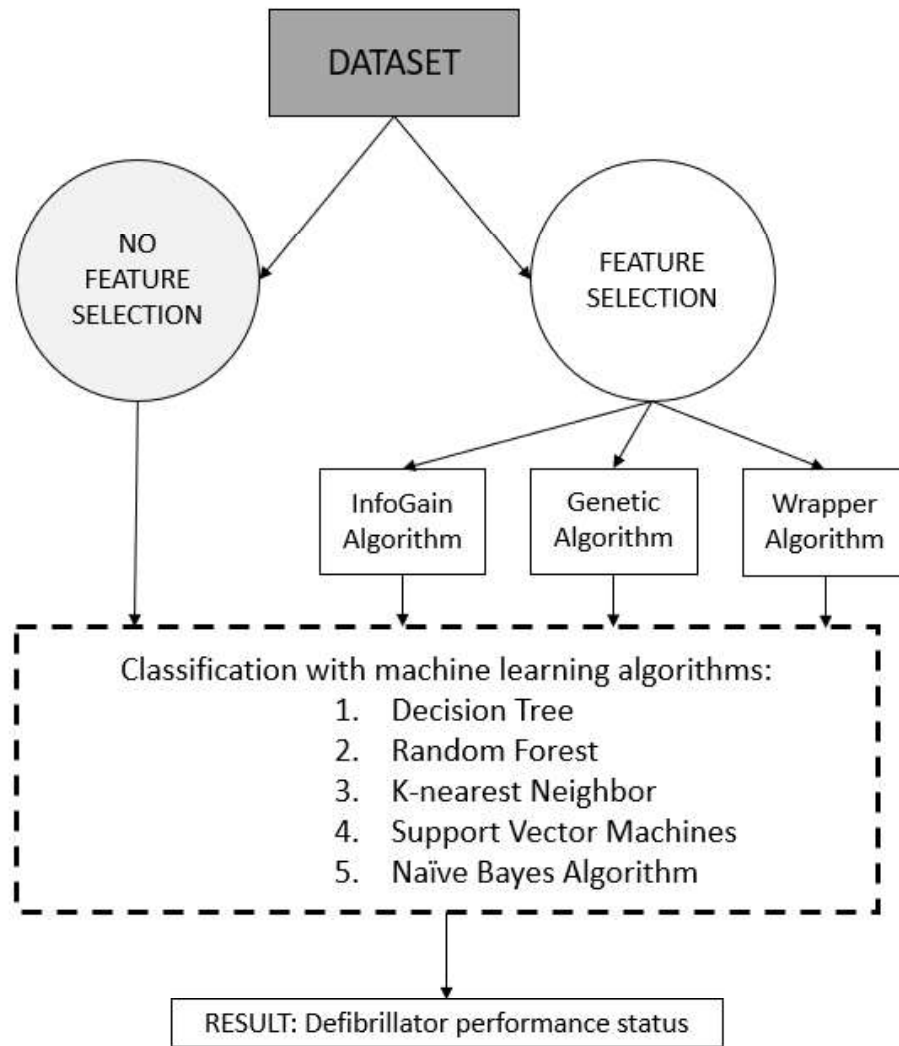 DATASET
NO
FEATURE
SELECTION
FEATURE
SELECTION
InfoGain
Algorithm
Genetic
Algorithm
Wrapper
Algorithm
Classification with machine learning algorithms:
1. Decision Tree
2. Random Forest
3. K-nearest Neighbor
4. Support Vector Machines
5. Naïve Bayes Algorithm
RESULT: Defibrillator performance status